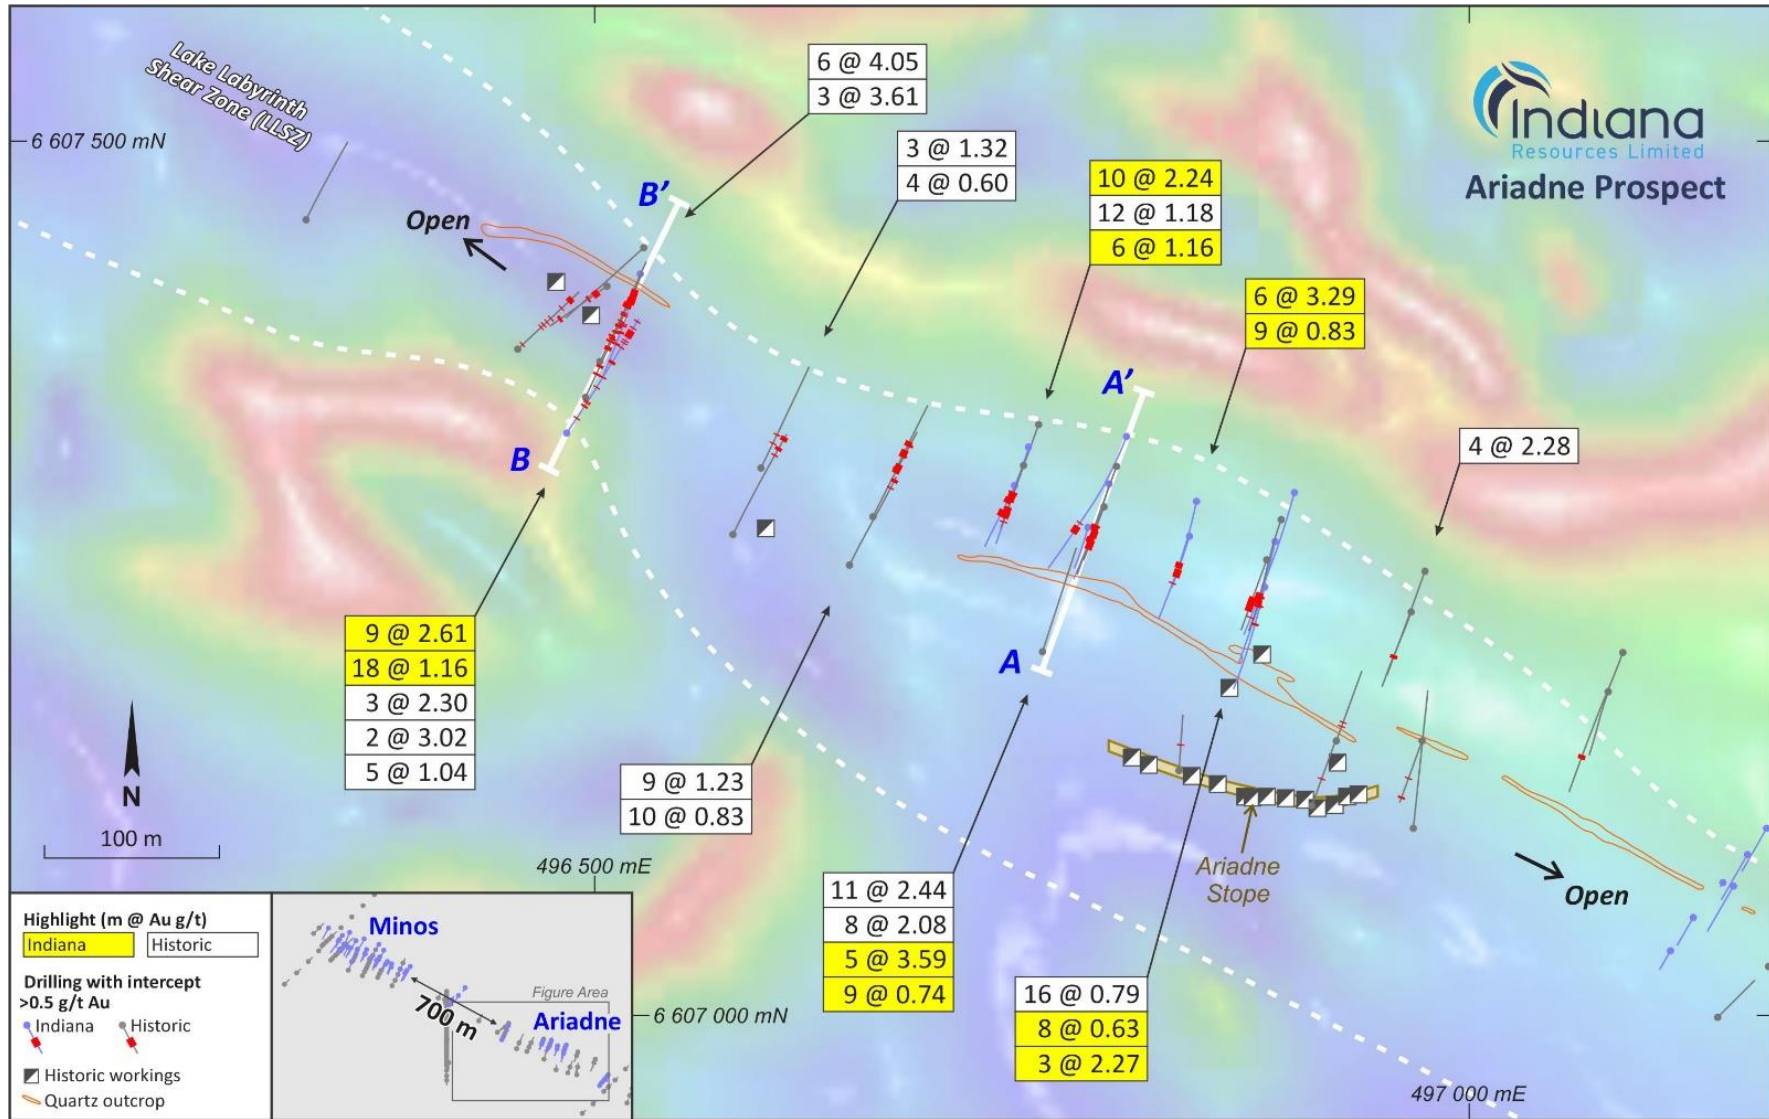 Lake Labyrinth
Shear Zone (LLSZ)
6 607 500 mN
Indiana
Resources Limited
Ariadne Prospect
6 @ 4.05
3 @ 3.61
3 @ 1.32
4 @ 0.60
10 @ 2.24
12 @ 1.18
6 @ 1.16
6 @ 3.29
9 @ 0.83
4 @ 2.28
Open
B'
B
A'
A
9 @ 2.61
18 @ 1.16
3 @ 2.30
2 @ 3.02
5 @ 1.04
9 @ 1.23
10 @ 0.83
11 @ 2.44
8 @ 2.08
5 @ 3.59
9 @ 0.74
16 @ 0.79
8 @ 0.63
3 @ 2.27
Ariadne
Stope
Open
N
100 m
496 500 mE
6 607 000 mN
497 000 mE
Highlight (m @ Au g/t)
Indiana
Historic
Drilling with intercept
>0.5 g/t Au
Indiana
Historic
Historic workings
Quartz outcrop
Minos
700 m
Figure Area
Ariadne